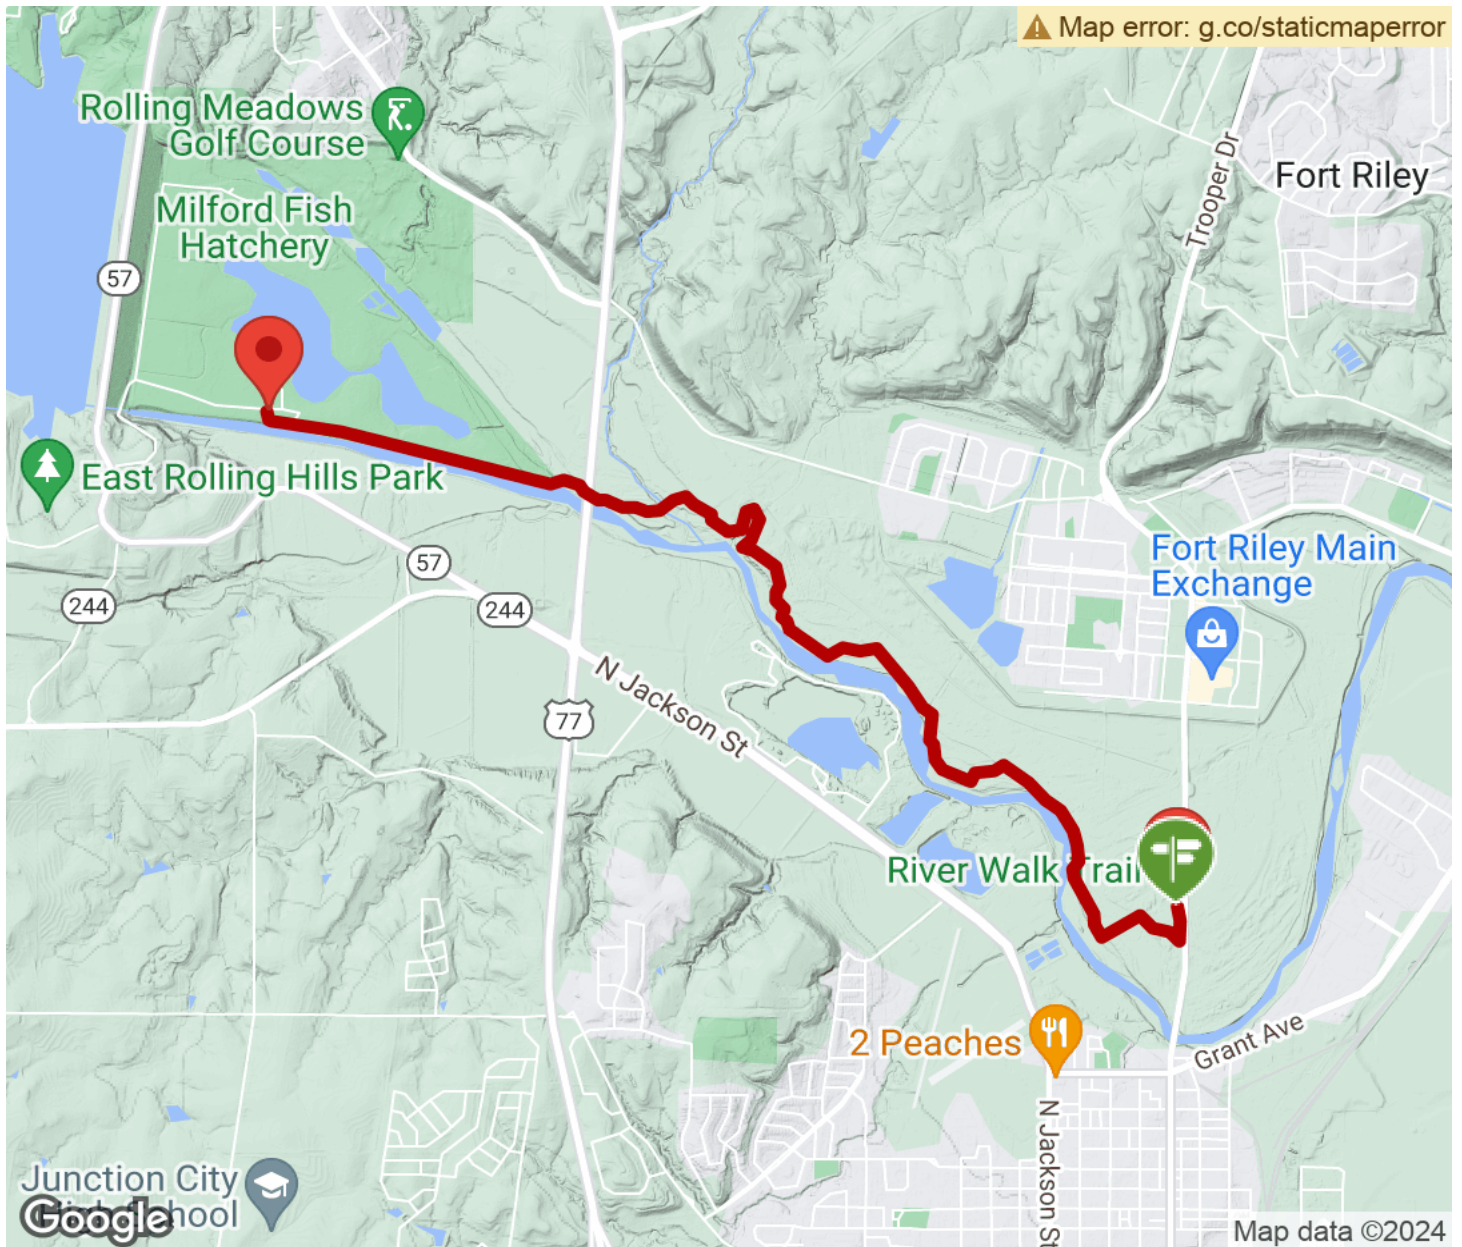 Map error: g.co/staticmaperror
Rolling Meadows
Golf Course
Milford Fish
Hatchery
Trooper Dr
Fort Riley
57
East Rolling Hills Park
57
244
244
Fort Riley Main
Exchange
N Jackson St
77
River Walk Trail
2 Peaches
Grant Ave
N Jackson St
Junction City
High School
Google
Map data ©2024